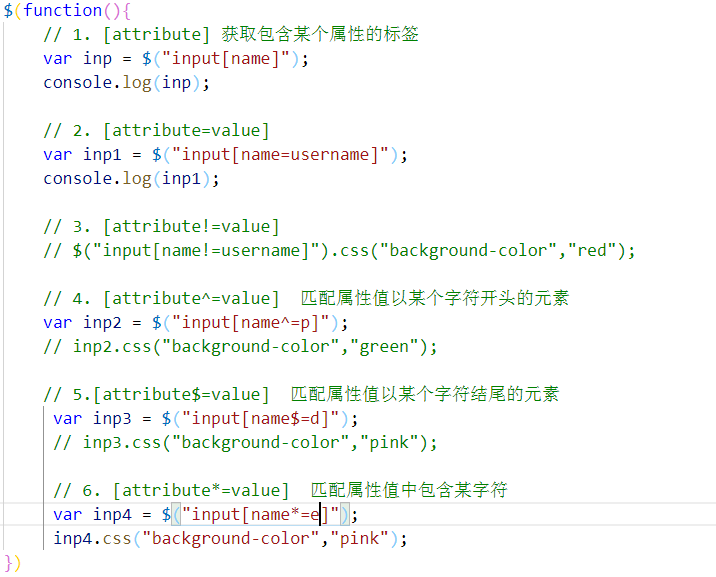 $(function(){
// 1. [attribute] 获取包含某个属性的标签
var inp = $("input[name]");
console.log(inp);
// 2. [attribute=value]
var inp1 = $("input[name=username]");
console.log(inp1);
// 3. [attribute!=value]
// $("input[name!=username]").css("background-color","red");
// 4. [attribute^=value]  匹配属性值以某个字符开头的元素
var inp2 = $("input[name^=p]");
// inp2.css("background-color","green");
// 5.[attribute$=value]  匹配属性值以某个字符结尾的元素
var inp3 = $("input[name$=d]");
// inp3.css("background-color","pink");
// 6. [attribute*=value]  匹配属性值中包含某字符
var inp4 = $("input[name*=e]");
inp4.css("background-color","pink");
})